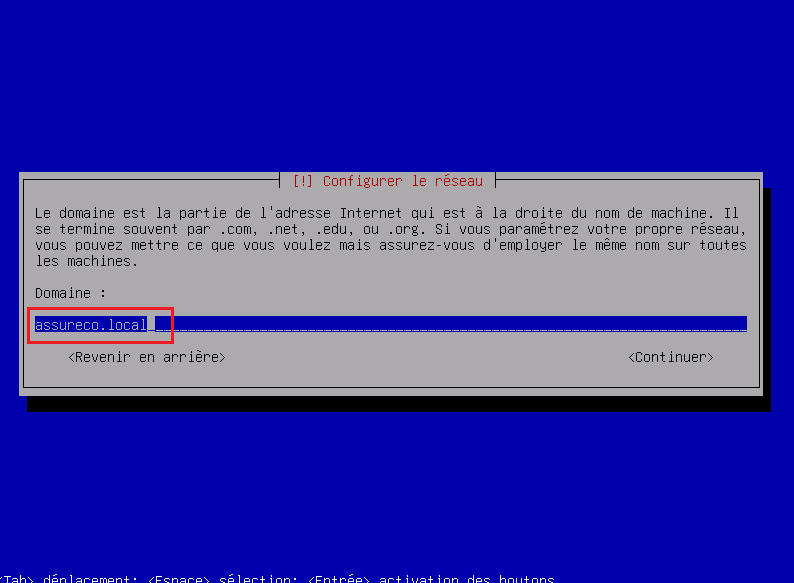 [!] Configurer le réseau
Le domaine est la partie de l'adresse Internet qui est à la droite du nom de machine. Il
se termine souvent par .com, .net, .edu, ou .org. Si vous paramétrez votre propre réseau,
vous pouvez mettre ce que vous voulez mais assurez-vous d'employer le même nom sur toutes
les machines.
Domaine :
assureco.local
<Revenir en arrière> <Continuer>
<Tab> déplacement; <Espace> sélection; <Entrée> activation des boutons